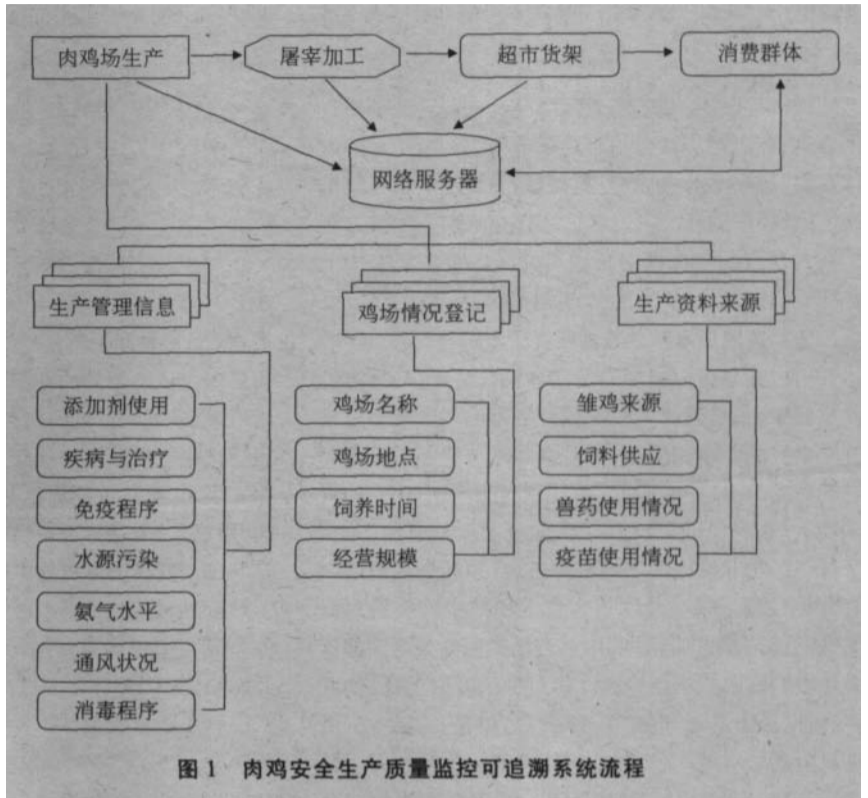 肉鸡场生产 屠宰加工 超市货架 消费群体
网络服务器
生产管理信息 鸡场情况登记 生产资料来源
添加剂使用 鸡场名称 雏鸡来源
疾病与治疗 鸡场地点 饲料供应
免疫程序 饲养时间 兽药使用情况
水源污染 经营规模 疫苗使用情况
氨气水平
通风状况
消毒程序
图1 肉鸡安全生产质量监控可追溯系统流程